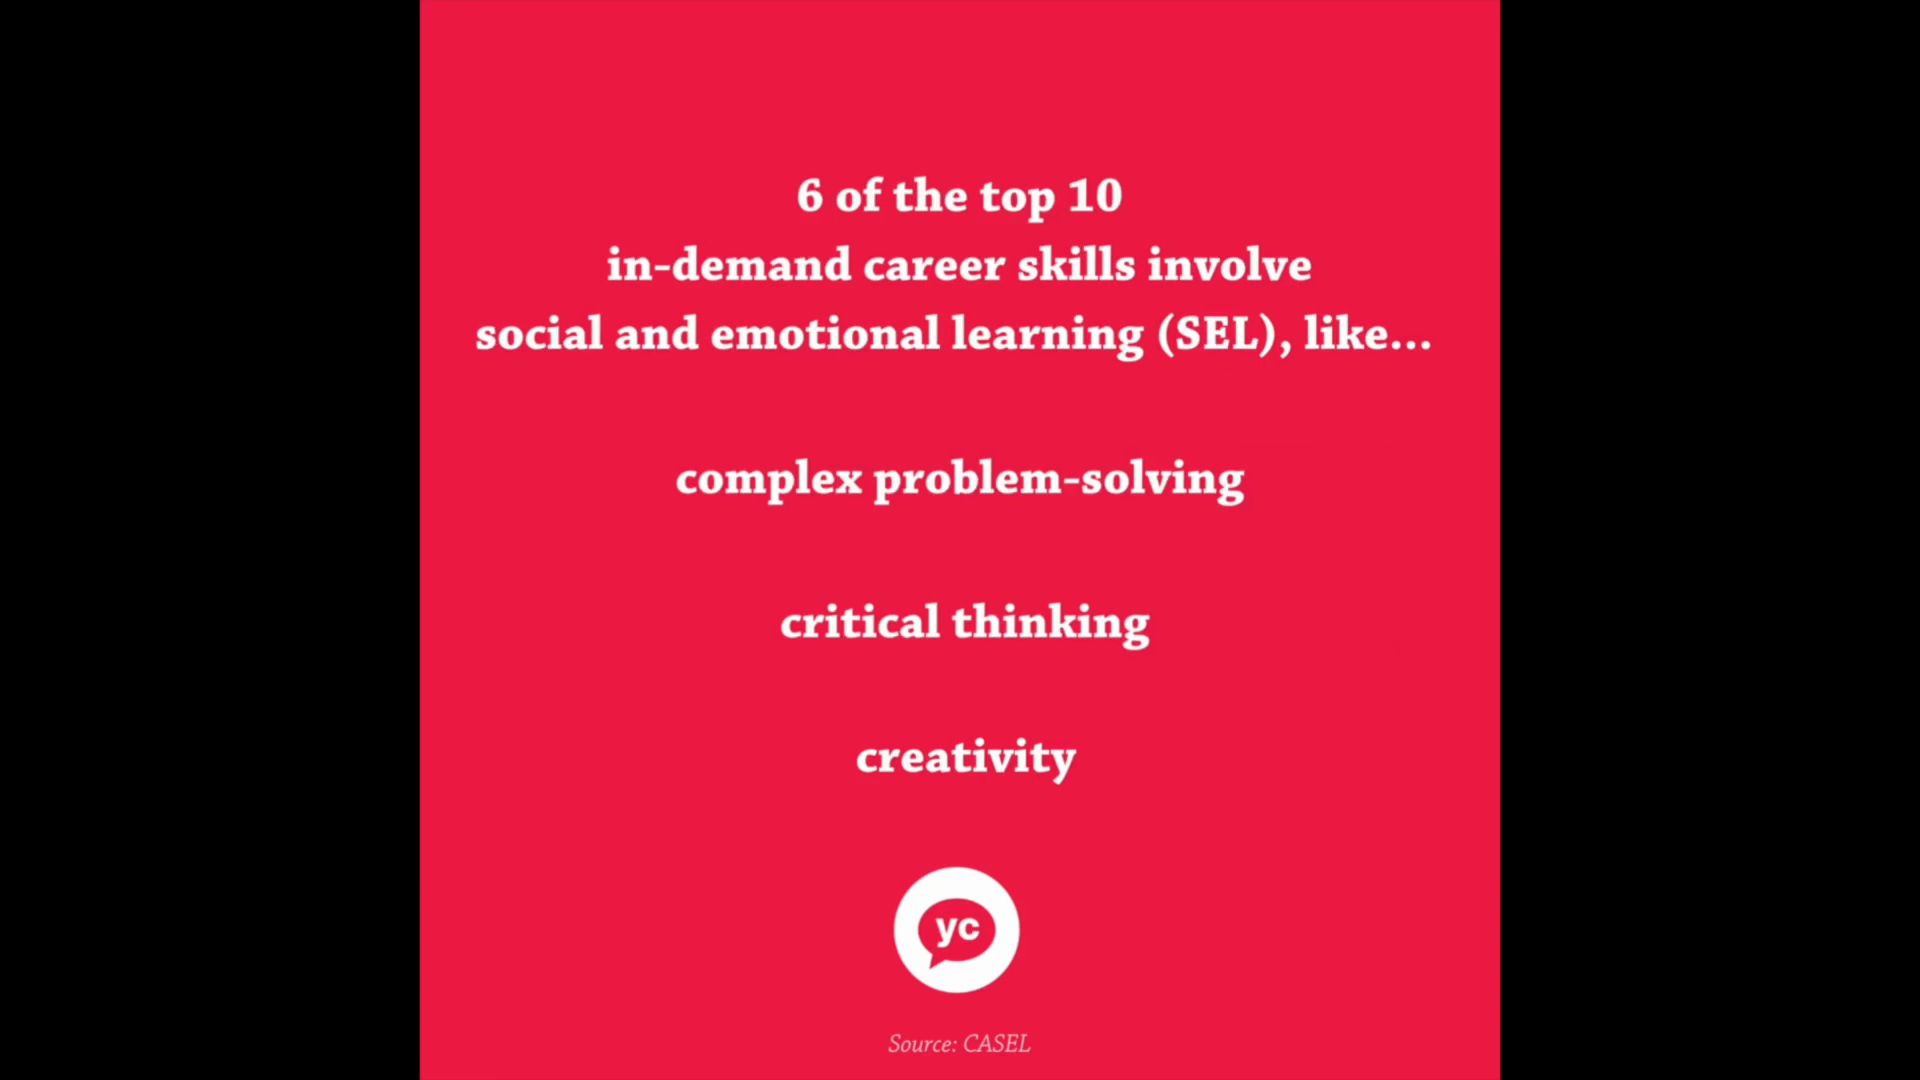 6 of the top 10
in-demand career skills involve
social and emotional learning (SEL), like...
complex problem-solving
critical thinking
creativity
yc
Source: CASEL